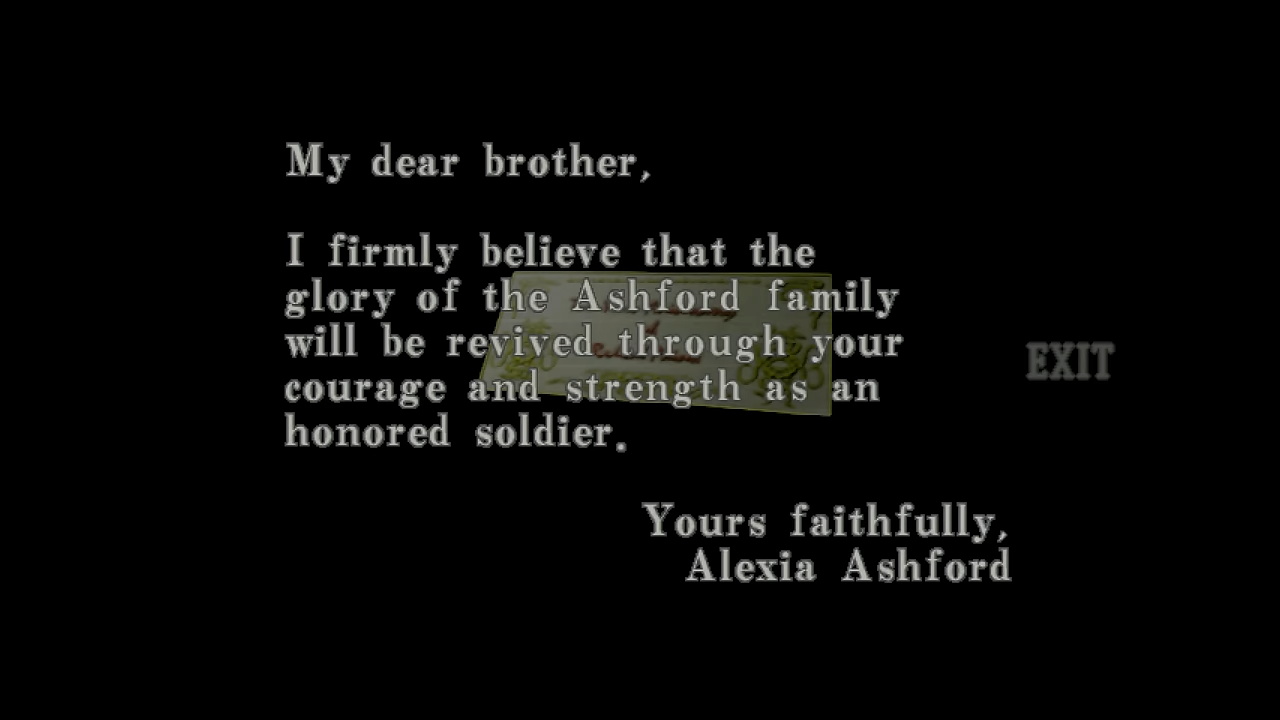 My dear brother,
I firmly believe that the
glory of the Ashford family
will be revived through your
courage and strength as an
honored soldier.
EXIT
Yours faithfully,
Alexia Ashford